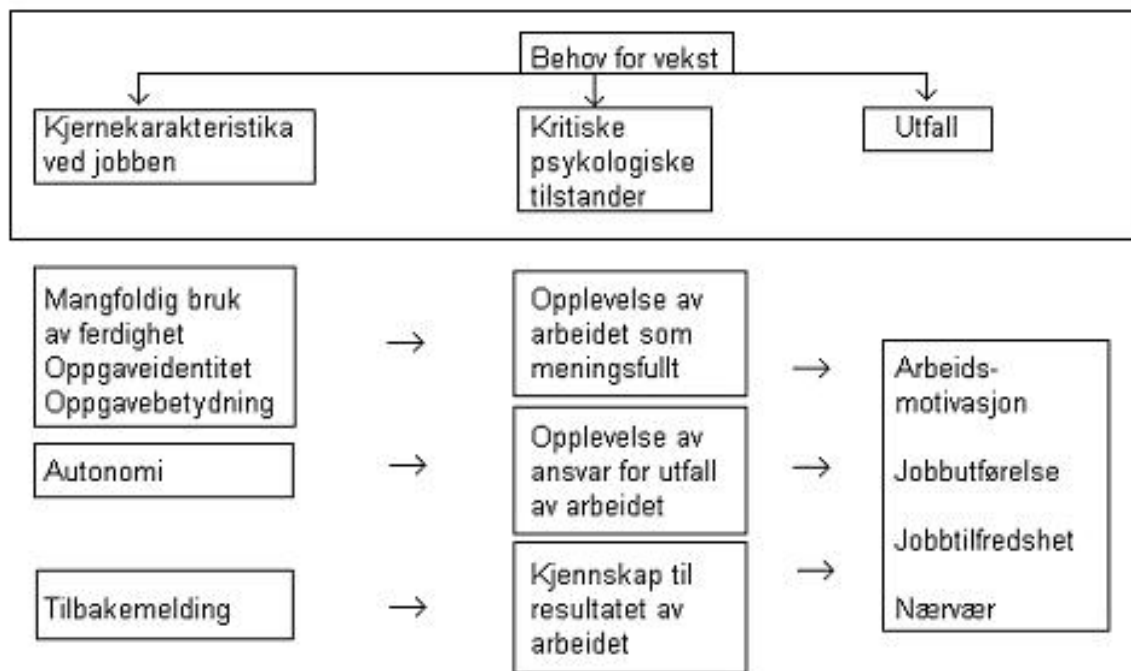 Behov for vekst
Kjernekarakteristika
ved jobben
Kritiske
psykologiske
tilstander
Utfall
Mangfoldig bruk
av ferdighet
Oppgaveidentitet
Oppgavebetydning
Opplevelse av
arbeidet som
meningsfullt
Autonomi
Opplevelse av
ansvar for utfall
av arbeidet
Tilbakemelding
Kjennskap til
resultatet av
arbeidet
Arbeids-
motivasjon
Jobbutførelse
Jobbtilfredshet
Nærvær